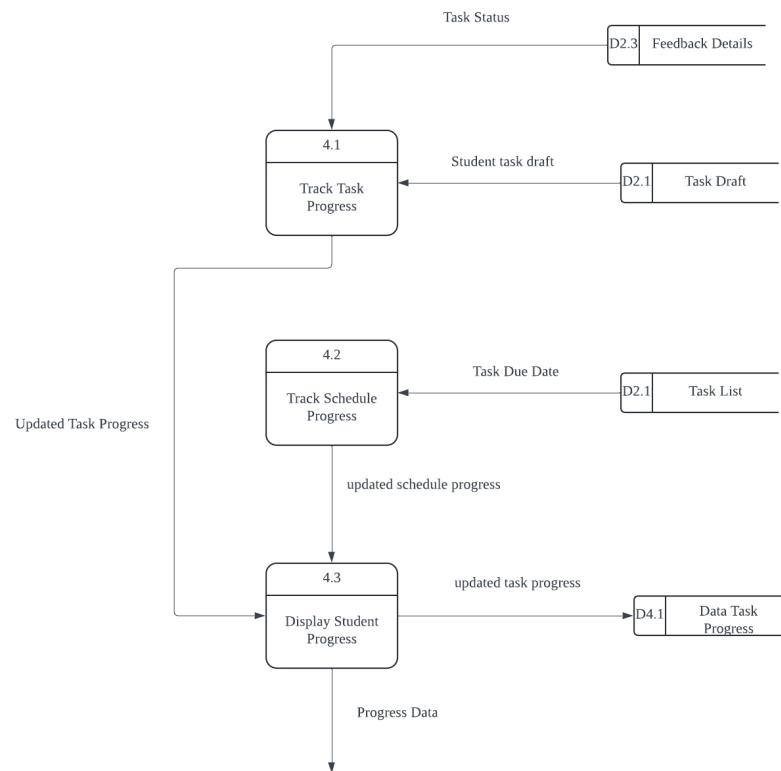 Task Status
D2.3 Feedback Details
4.1
Track Task
Progress
Student task draft
D2.1 Task Draft
4.2
Track Schedule
Progress
Task Due Date
D2.1 Task List
Updated Task Progress
updated schedule progress
4.3
Display Student
Progress
updated task progress
D4.1 Data Task
Progress
Progress Data